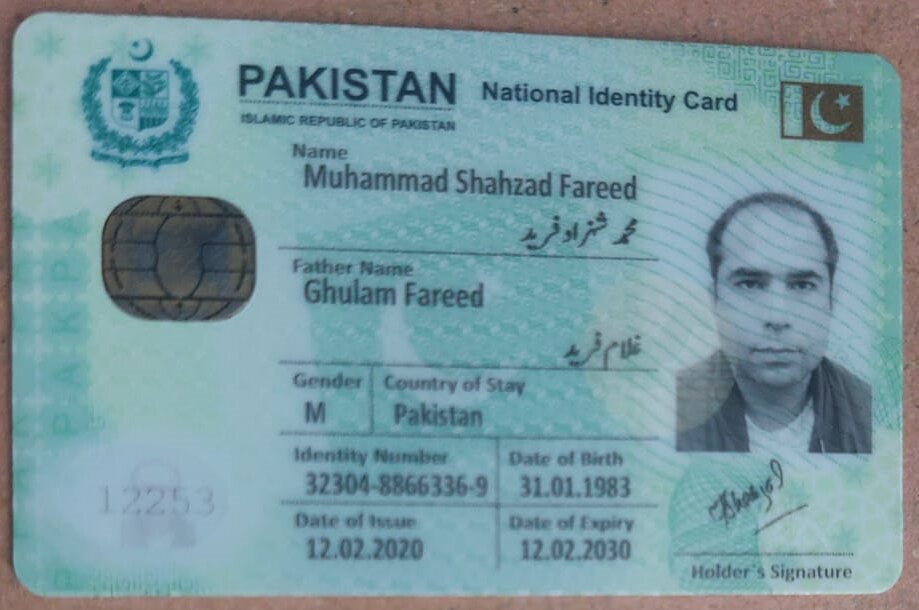 PAKISTAN National Identity Card
ISLAMIC REPUBLIC OF PAKISTAN
Name
Muhammad Shahzad Fareed
محمد شہزاد فرید
Father Name
Ghulam Fareed
غلام فرید
Gender Country of Stay
M Pakistan
Identity Number Date of Birth
32304-8866336-9 31.01.1983
12253
Date of Issue Date of Expiry
12.02.2020 12.02.2030
Holder's Signature